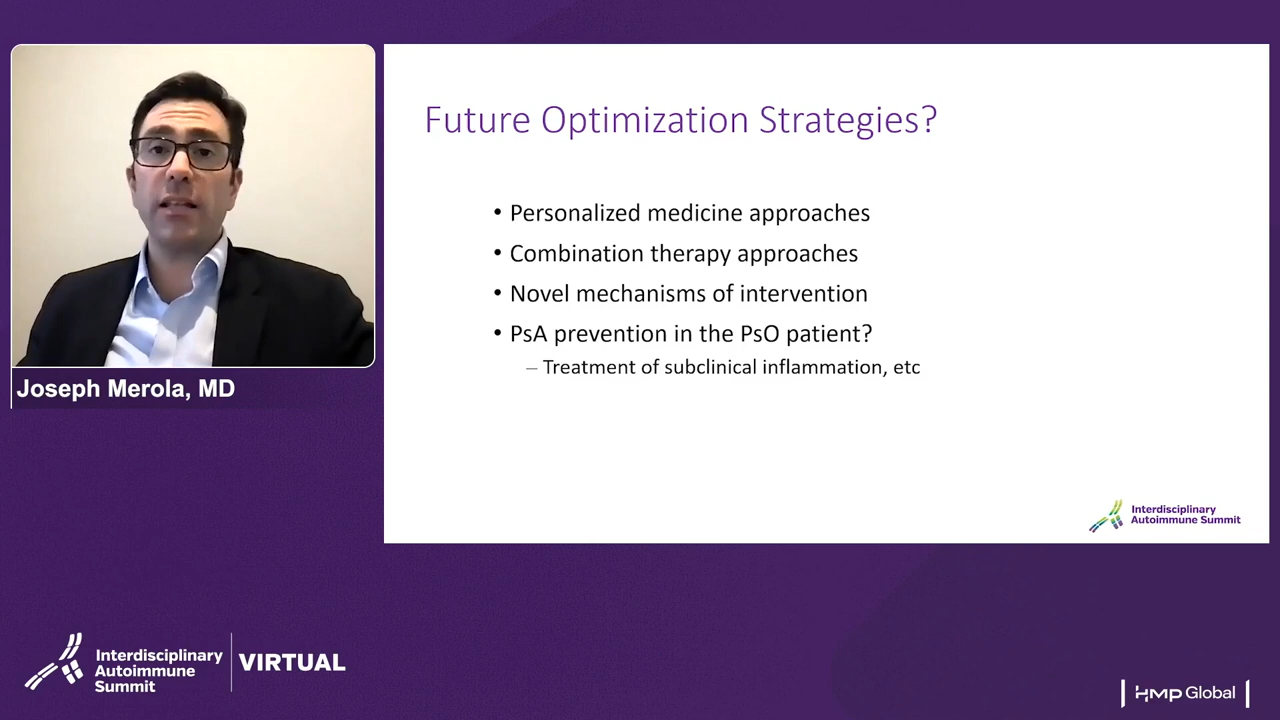 Future Optimization Strategies?
• Personalized medicine approaches
• Combination therapy approaches
• Novel mechanisms of intervention
• PsA prevention in the PsO patient?
– Treatment of subclinical inflammation, etc
Joseph Merola, MD
Interdisciplinary
Autoimmune Summit
Interdisciplinary
Autoimmune
Summit
VIRTUAL
HMP Global